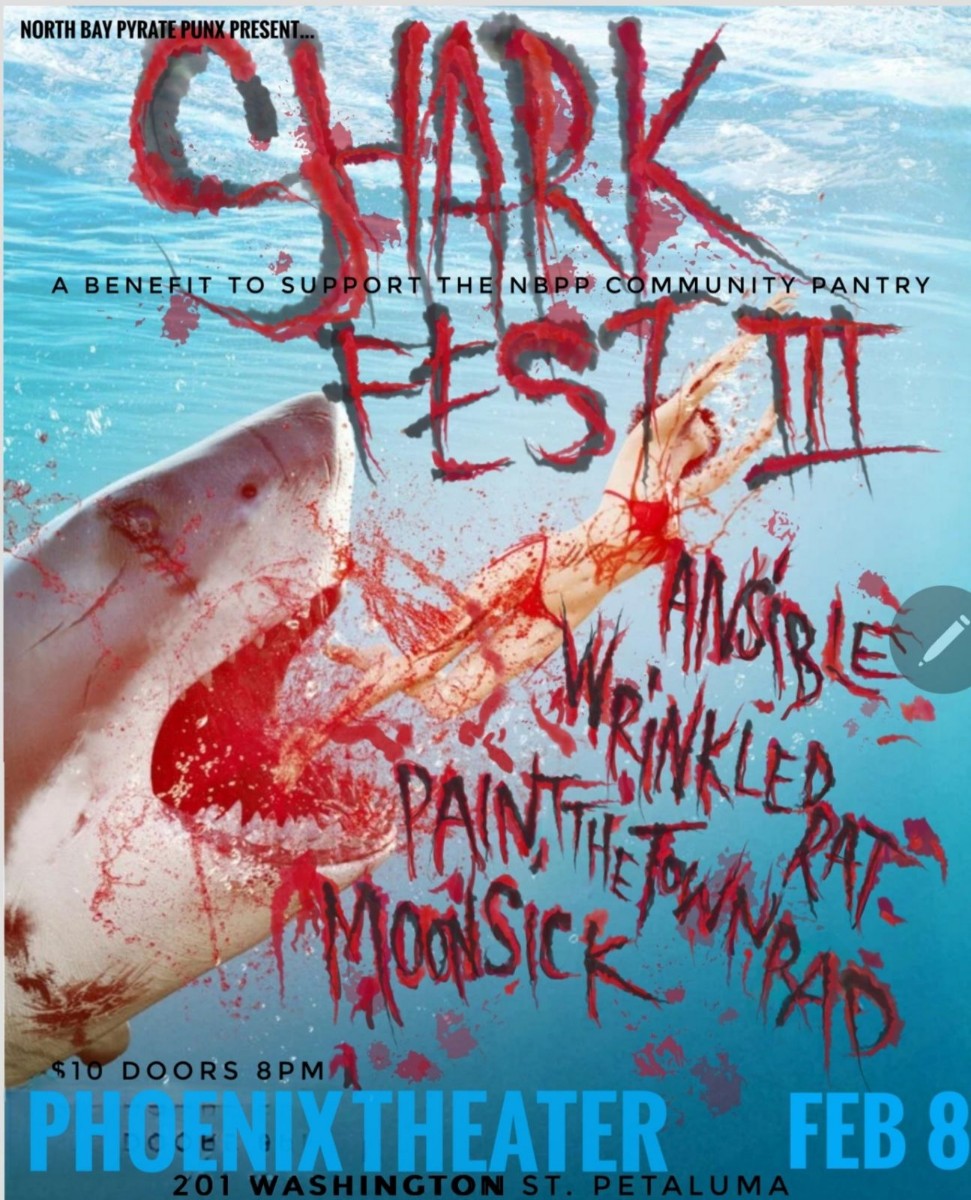 NORTH BAY PYRATE PUNX PRESENT...
SHARK
A BENEFIT TO SUPPORT THE NBPP COMMUNITY PANTRY
FEST III
ANSiBLE
WRiNKLED RAT
PAINT THE TOWN RAD
MOONSICK
$10 DOORS 8PM
PHOENIX THEATER FEB 8
201 WASHINGTON ST. PETALUMA